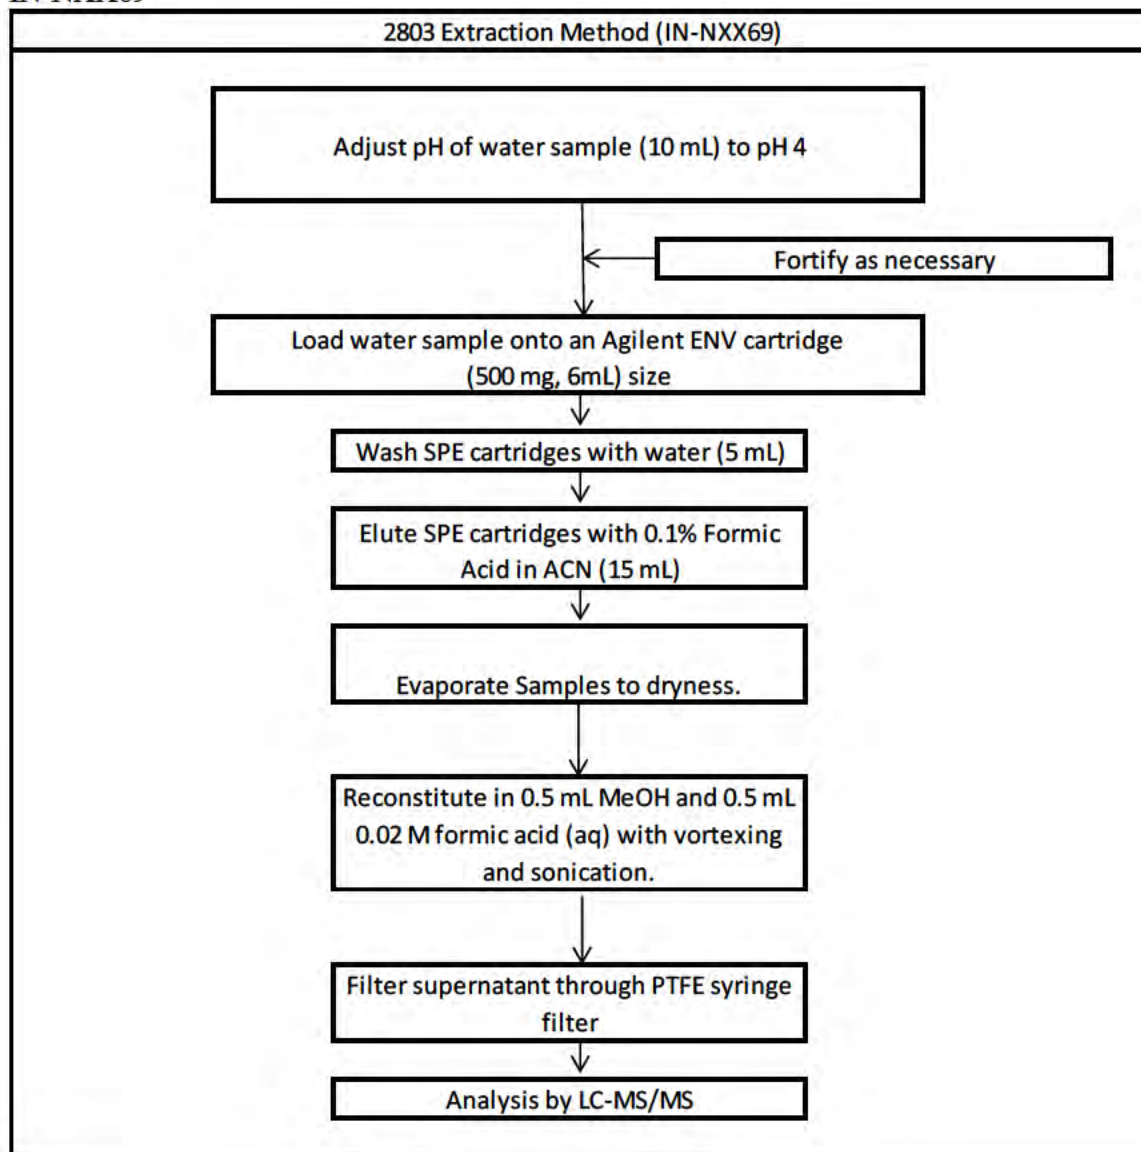 2803 Extraction Method (IN-NXX69)
Adjust pH of water sample (10 mL) to pH 4
Fortify as necessary
Load water sample onto an Agilent ENV cartridge
(500 mg, 6mL) size
Wash SPE cartridges with water (5 mL)
Elute SPE cartridges with 0.1% Formic
Acid in ACN (15 mL)
Evaporate Samples to dryness.
Reconstitute in 0.5 mL MeOH and 0.5 mL
0.02 M formic acid (aq) with vortexing
and sonication.
Filter supernatant through PTFE syringe
filter
Analysis by LC-MS/MS